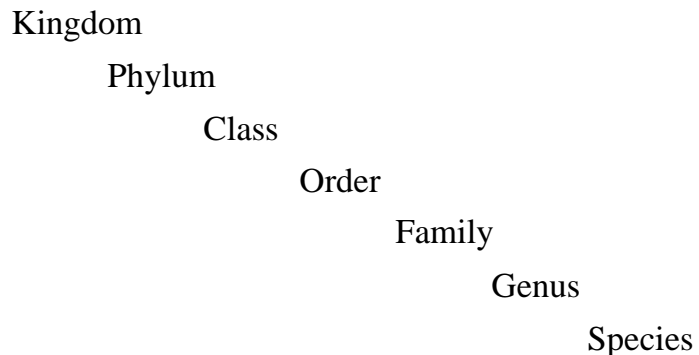 Kingdom
Phylum
Class
Order
Family
Genus
Species